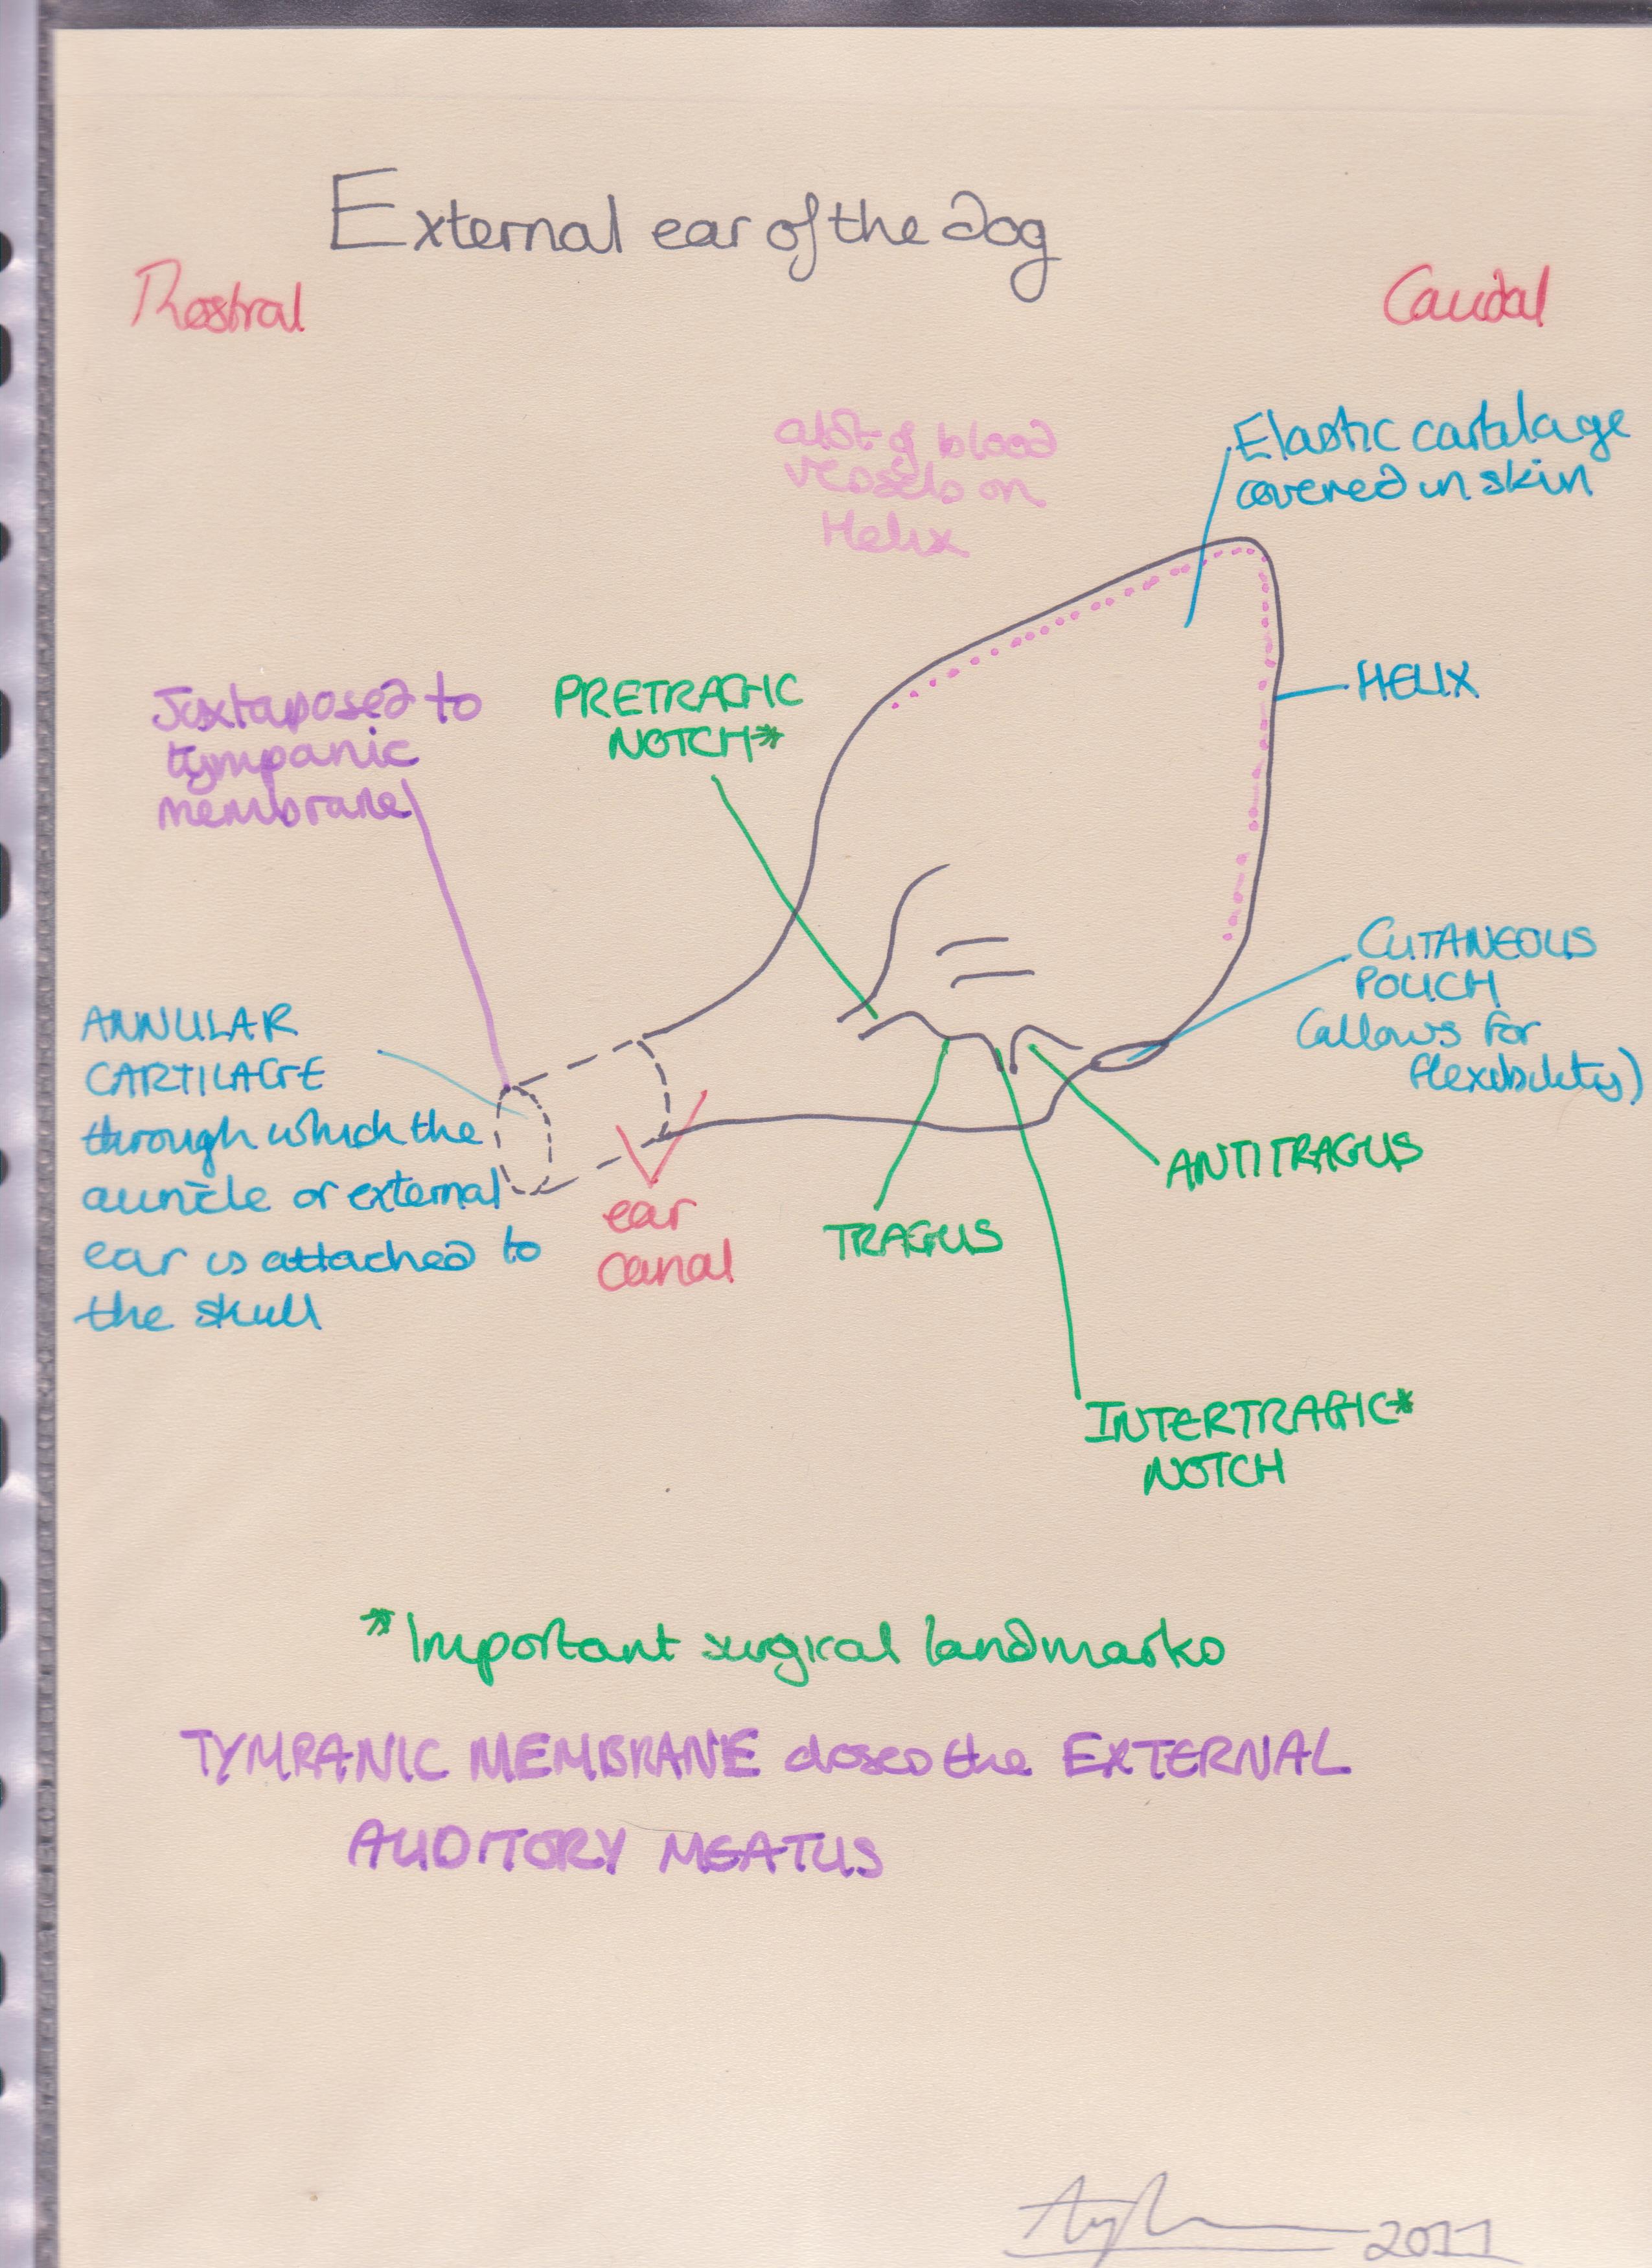 External ear of the dog
Rostral
Caudal
alot of blood
vessels on
Helix
Elastic cartilage
covered in skin
HELIX
Juxtaposed to
tympanic
membrane
PRETRAGIC
NOTCH*
CUTANEOUS
POUCH
(allows for
flexibility)
ANNULAR
CARTILAGE
through which the
auricle or external
ear is attached to
the skull
ear
canal
TRAGUS
ANTITRAGUS
INTERTRAGIC*
NOTCH
*Important surgical landmarks
TYMPANIC MEMBRANE closes the EXTERNAL
AUDITORY MEATUS
2011